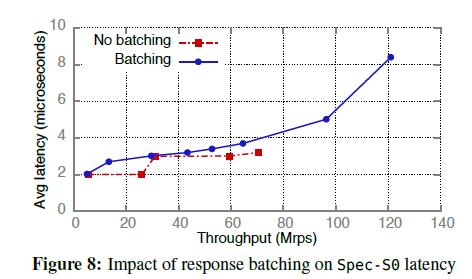 10
No batching
Batching
8
6
4
2
0
Avg latency (microseconds)
0 20 40 60 80 100 120 140
Throughput (Mrps)
Figure 8: Impact of response batching on Spec-S0 latency